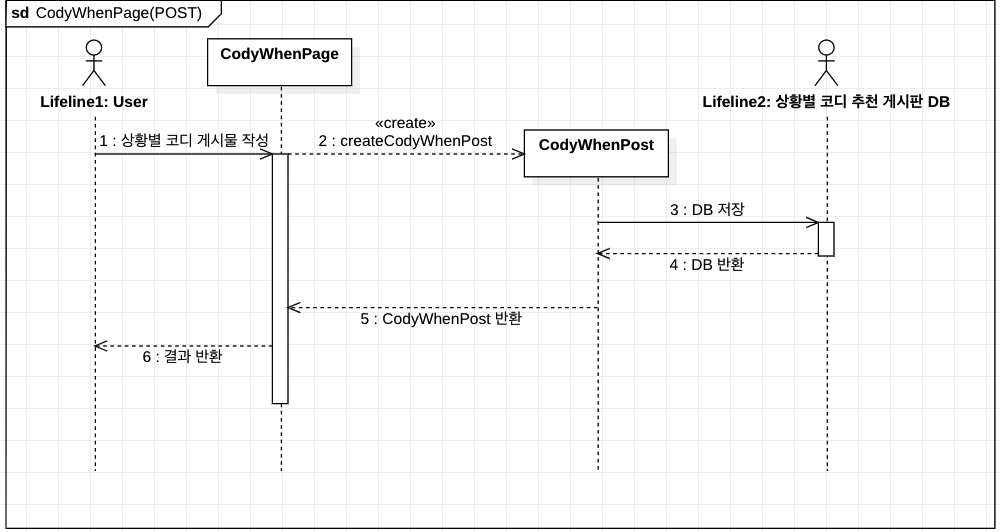 sd CodyWhenPage(POST)
CodyWhenPage
Lifeline1: User
Lifeline2: 상황별 코디 추천 게시판 DB
«create»
1 : 상황별 코디 게시물 작성
2 : createCodyWhenPost
CodyWhenPost
3 : DB 저장
4 : DB 반환
5 : CodyWhenPost 반환
6 : 결과 반환